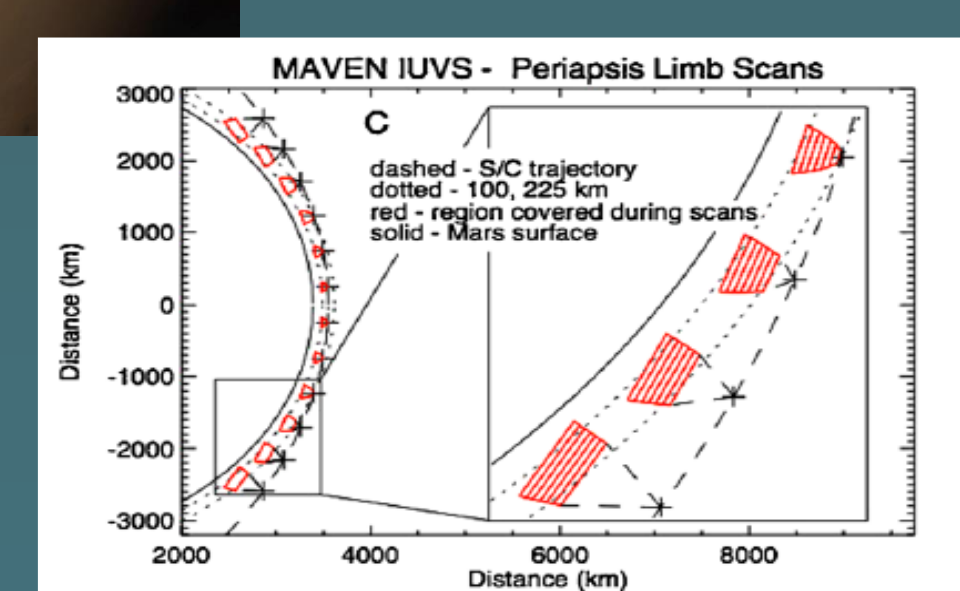 MAVEN IUVS - Periapsis Limb Scans
C
dashed - S/C trajectory
dotted - 100, 225 km
red - region covered during scans
solid - Mars surface
3000
2000
1000
0
-1000
-2000
-3000
Distance (km)
2000 4000 6000 8000
Distance (km)